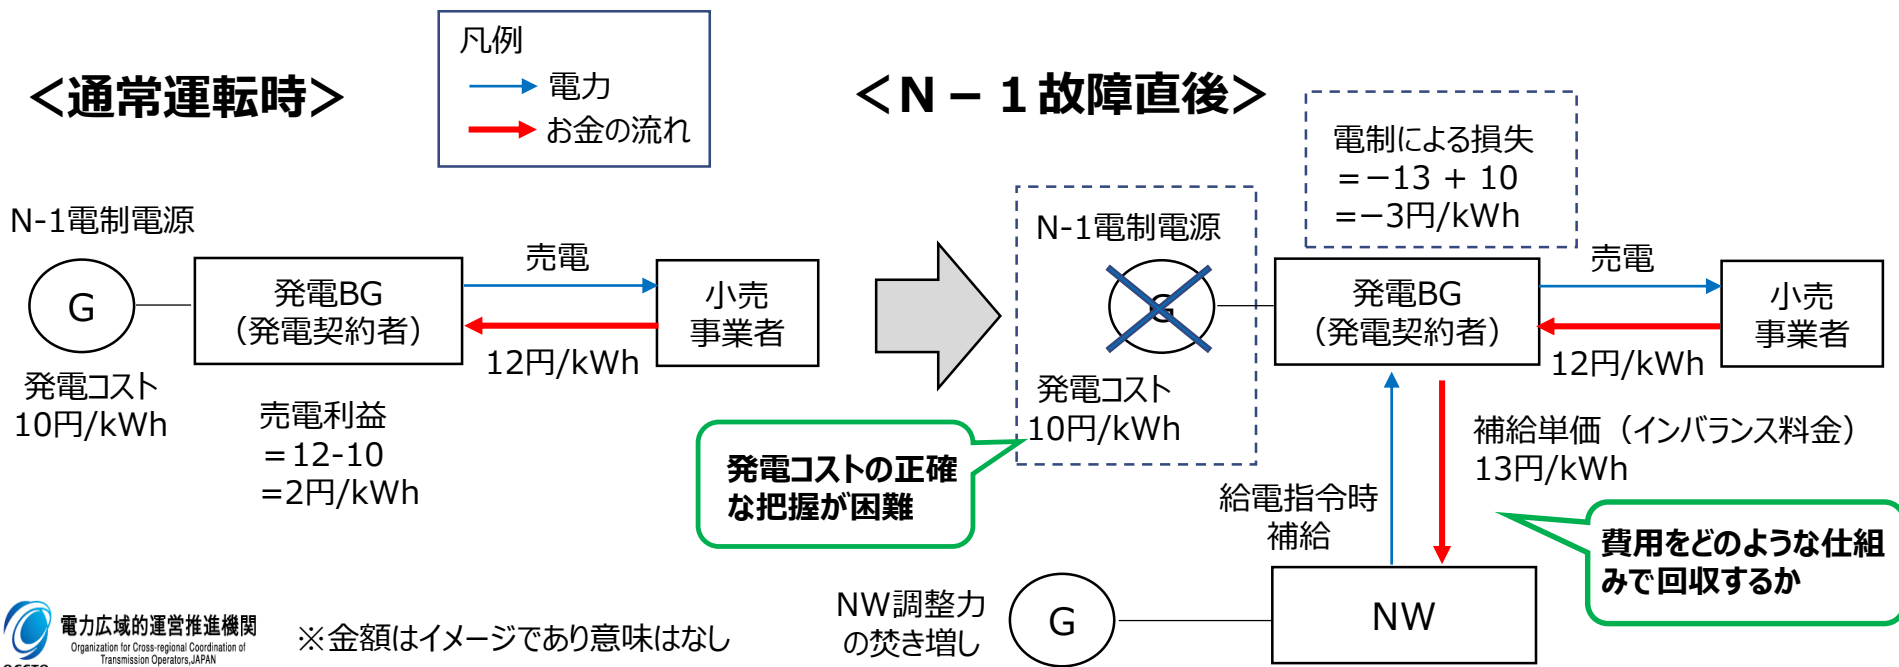 凡例
電力
お金の流れ
＜通常運転時＞
N-1電制電源
G
発電コスト
10円/kWh
発電BG
（発電契約者）
売電
12円/kWh
小売
事業者
売電利益
＝12-10
=2円/kWh
＜N－１故障直後＞
電制による損失
＝－13 + 10
=－3円/kWh
N-1電制電源
G
発電コスト
10円/kWh
発電コストの正確
な把握が困難
発電BG
（発電契約者）
売電
12円/kWh
小売
事業者
補給単価（インバランス料金）
13円/kWh
給電指令時
補給
費用をどのような仕組
みで回収するか
NW調整力
の焚き増し
G
NW
電力広域的運営推進機関
Organization for Cross-regional Coordination of
Transmission Operators,JAPAN
※金額はイメージであり意味はなし